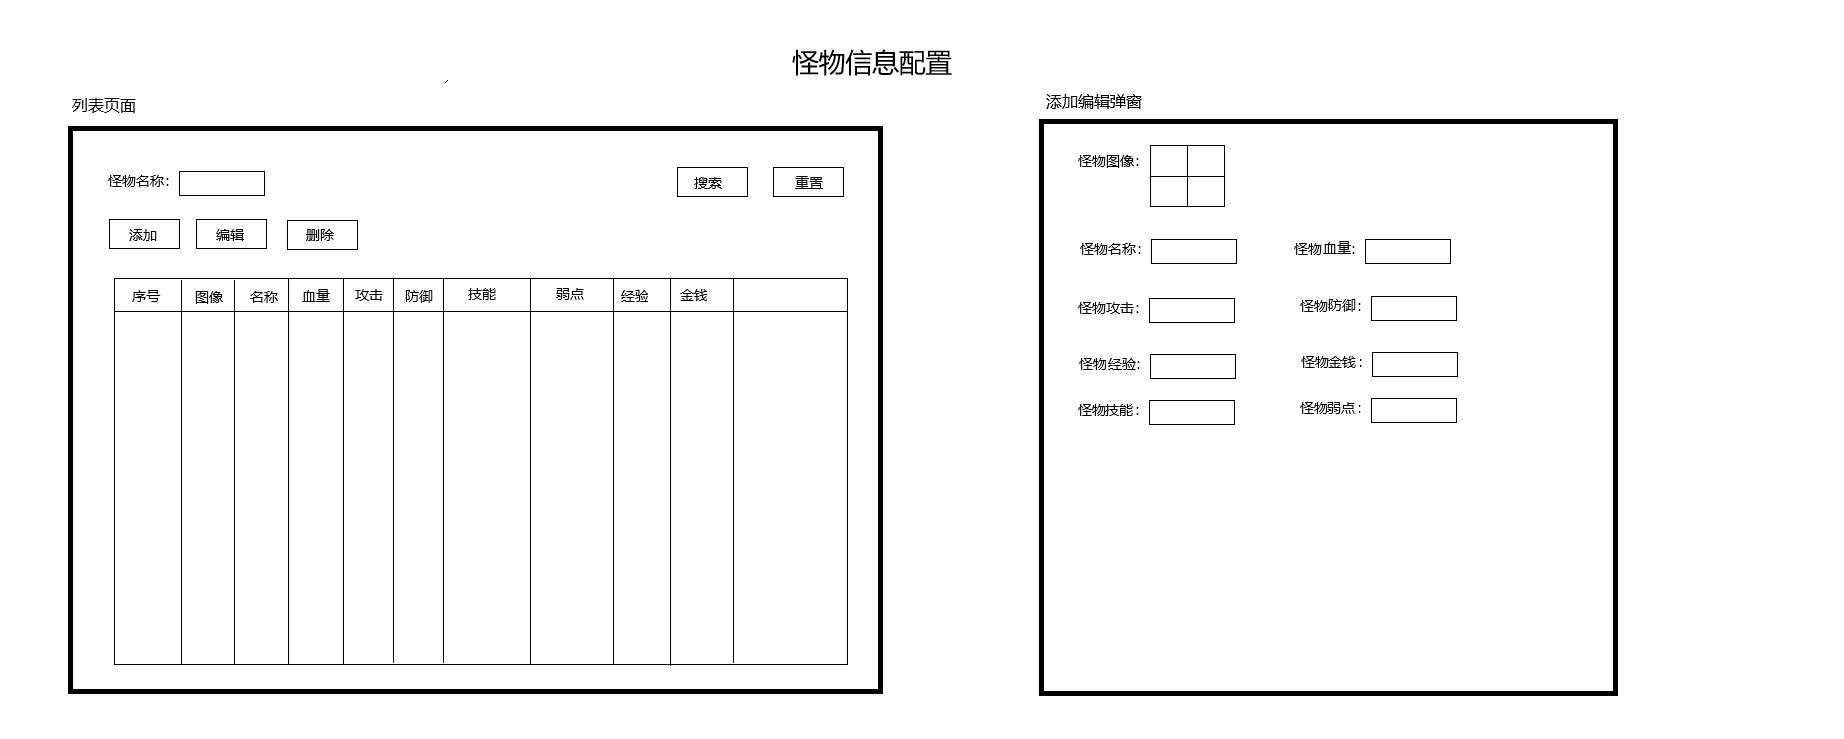 怪物信息配置
列表页面
怪物名称：
搜索 重置
添加 编辑 删除
序号 图像 名称 血量 攻击 防御 技能 弱点 经验 金钱
添加编辑弹窗
怪物图像：
怪物名称： 怪物血量：
怪物攻击： 怪物防御：
怪物经验： 怪物金钱：
怪物技能： 怪物弱点：